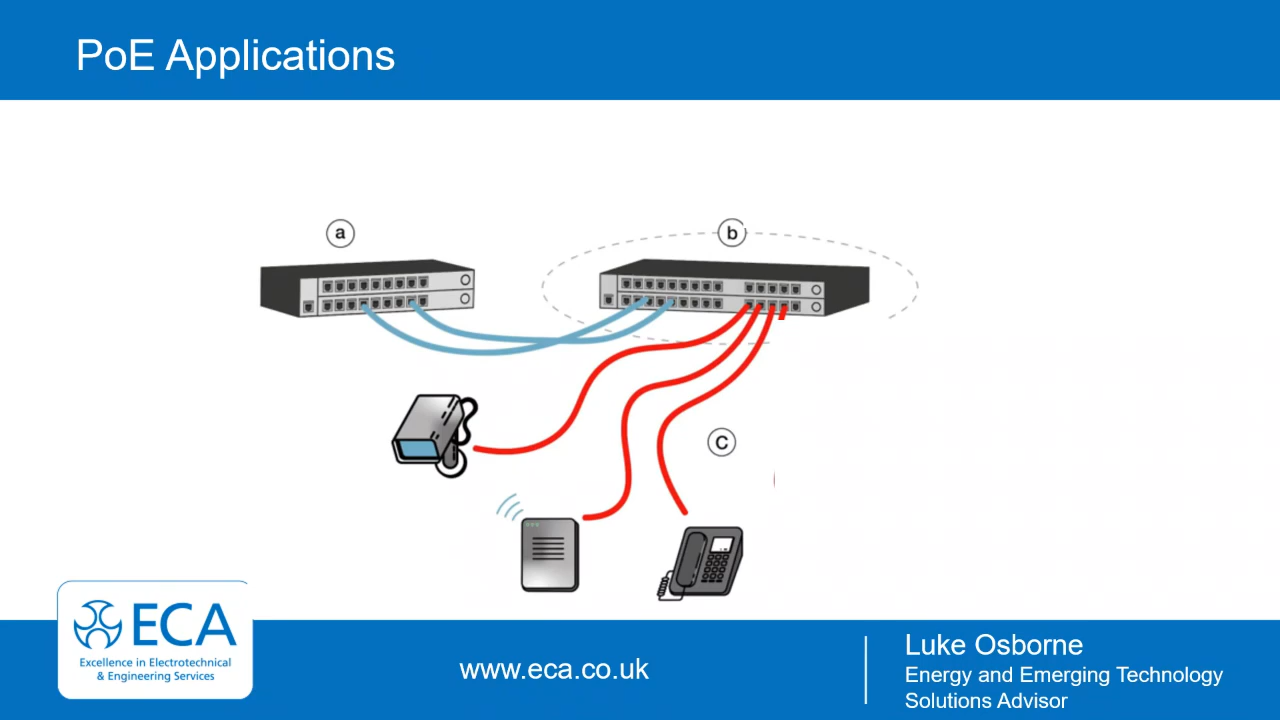 PoE Applications
a
b
c
ECA
Excellence in Electrotechnical
& Engineering Services
www.eca.co.uk
Luke Osborne
Energy and Emerging Technology
Solutions Advisor